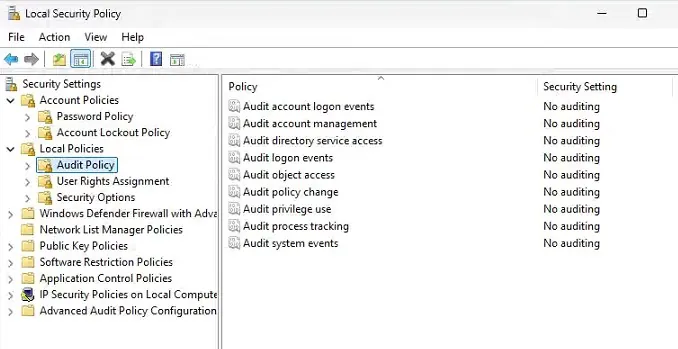 Local Security Policy
File Action View Help
Security Settings
Account Policies
Password Policy
Account Lockout Policy
Local Policies
Audit Policy
User Rights Assignment
Security Options
Windows Defender Firewall with Adva
Network List Manager Policies
Public Key Policies
Software Restriction Policies
Application Control Policies
IP Security Policies on Local Compute
Advanced Audit Policy Configuration
Policy Security Setting
Audit account logon events No auditing
Audit account management No auditing
Audit directory service access No auditing
Audit logon events No auditing
Audit object access No auditing
Audit policy change No auditing
Audit privilege use No auditing
Audit process tracking No auditing
Audit system events No auditing